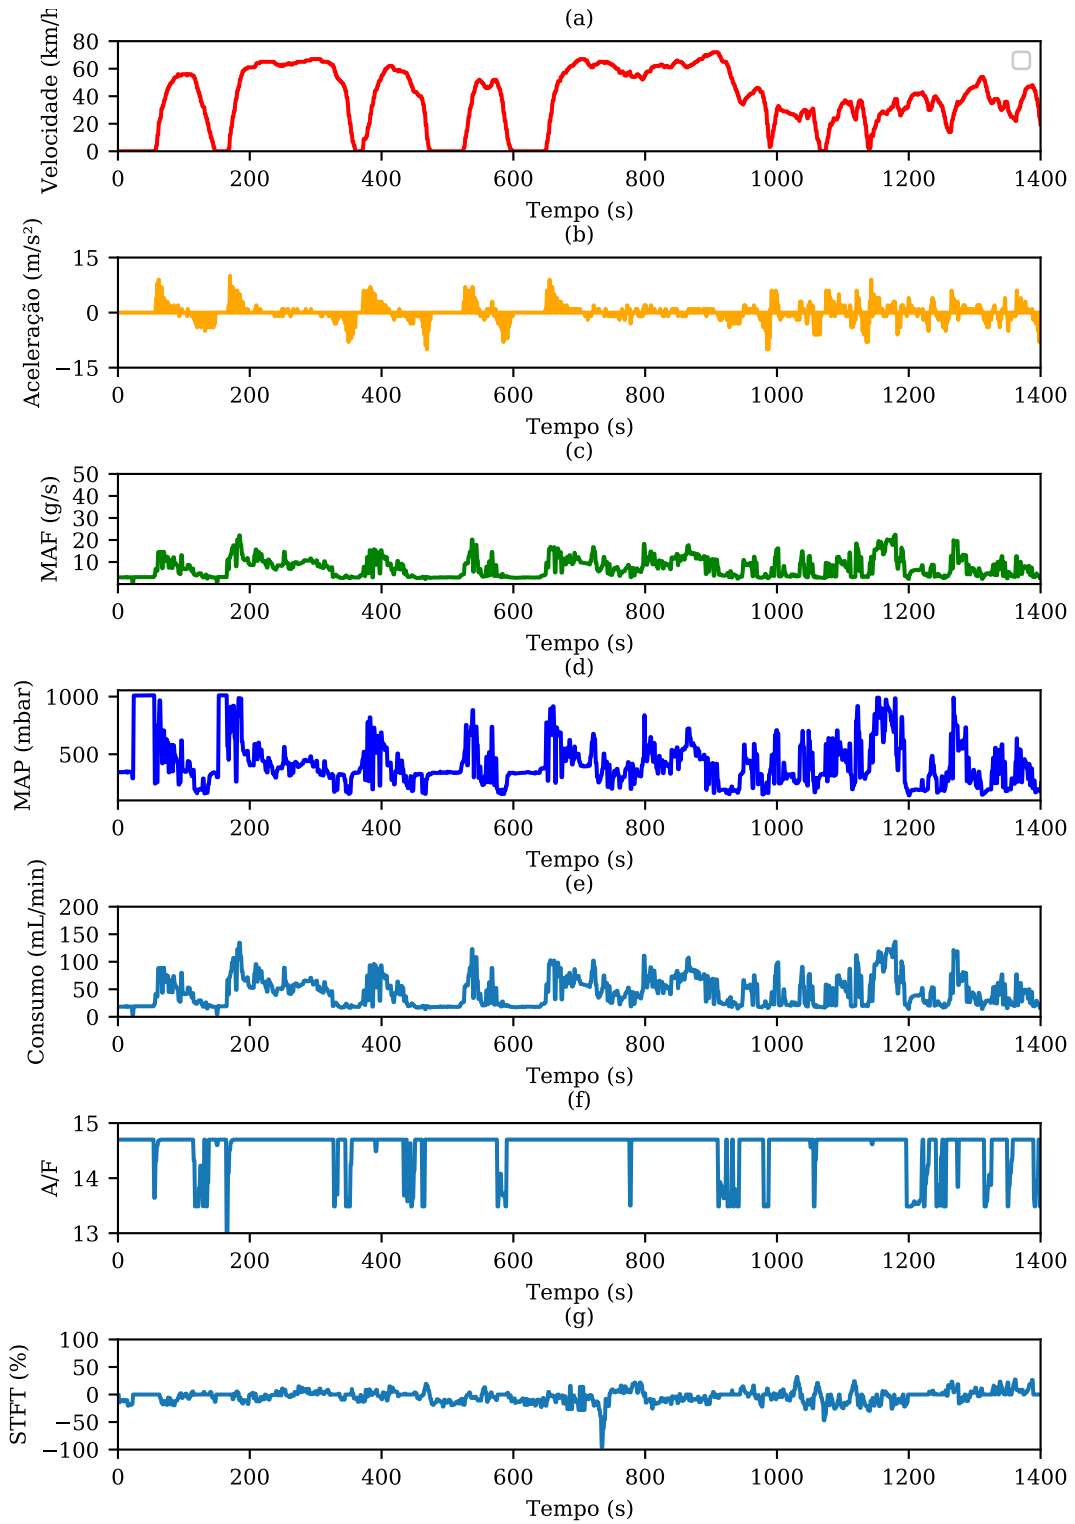 (a)
Velocidade (km/h
80
60
40
20
0
0 200 400 600 800 1000 1200 1400
Tempo (s)
(b)
Aceleração (m/s²)
15
0
−15
0 200 400 600 800 1000 1200 1400
Tempo (s)
(c)
MAF (g/s)
50
40
30
20
10
0 200 400 600 800 1000 1200 1400
Tempo (s)
(d)
MAP (mbar)
1000
500
0 200 400 600 800 1000 1200 1400
Tempo (s)
(e)
Consumo (mL/min)
200
150
100
50
0
0 200 400 600 800 1000 1200 1400
Tempo (s)
(f)
A/F
15
14
13
0 200 400 600 800 1000 1200 1400
Tempo (s)
(g)
STFT (%)
100
50
0
−50
−100
0 200 400 600 800 1000 1200 1400
Tempo (s)